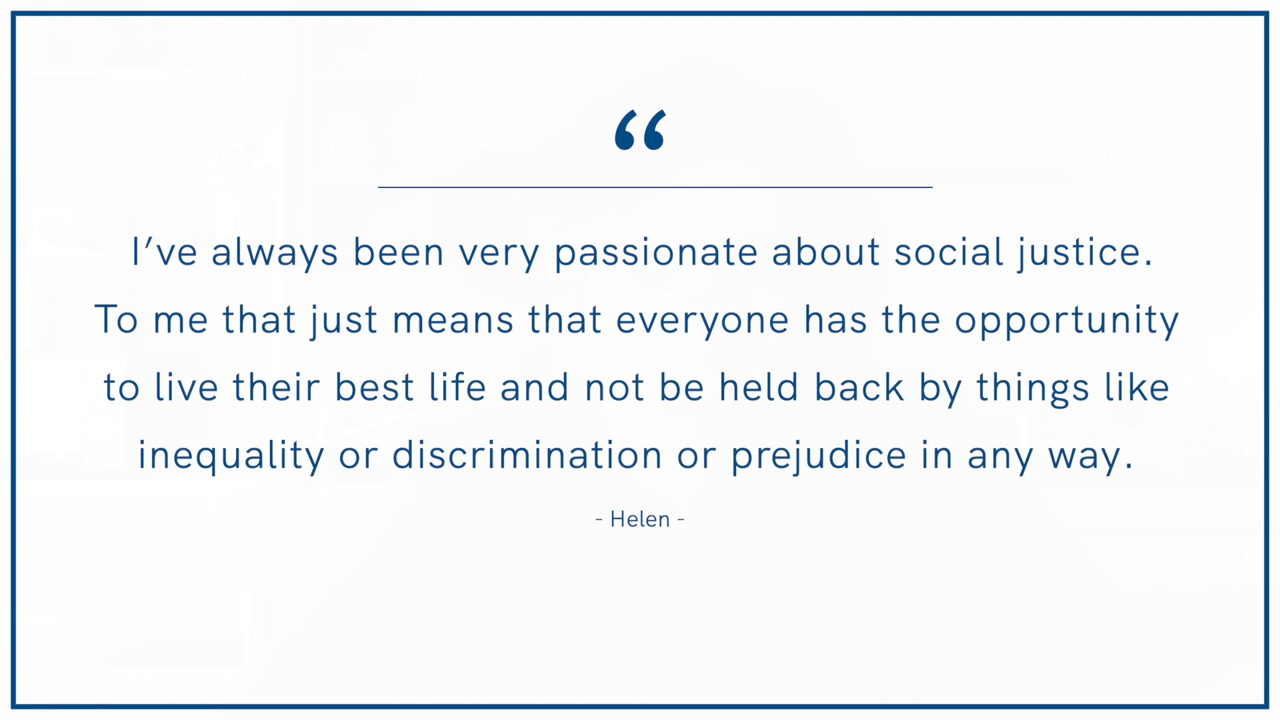 “
I’ve always been very passionate about social justice.
To me that just means that everyone has the opportunity
to live their best life and not be held back by things like
inequality or discrimination or prejudice in any way.
- Helen -